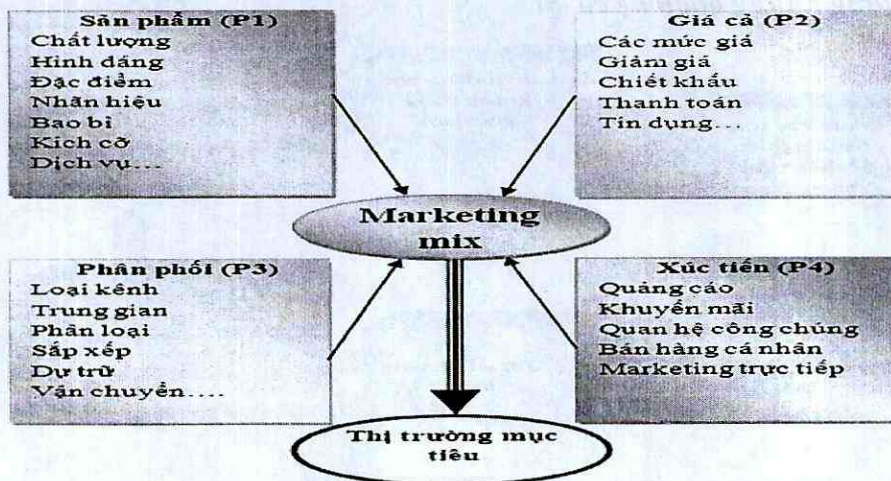 Sản phẩm (P1)
Chất lượng
Hình dáng
Đặc điểm
Nhãn hiệu
Bao bì
Kích cỡ
Dịch vụ...
Giá cả (P2)
Các mức giá
Giảm giá
Chiết khấu
Thanh toán
Tín dụng...
Marketing
mix
Phân phối (P3)
Loại kênh
Trung gian
Phân loại
Sắp xếp
Dự trữ
Vận chuyển....
Xúc tiến (P4)
Quảng cáo
Khuyến mãi
Quan hệ công chúng
Bán hàng cá nhân
Marketing trực tiếp
Thị trường mục
tiêu